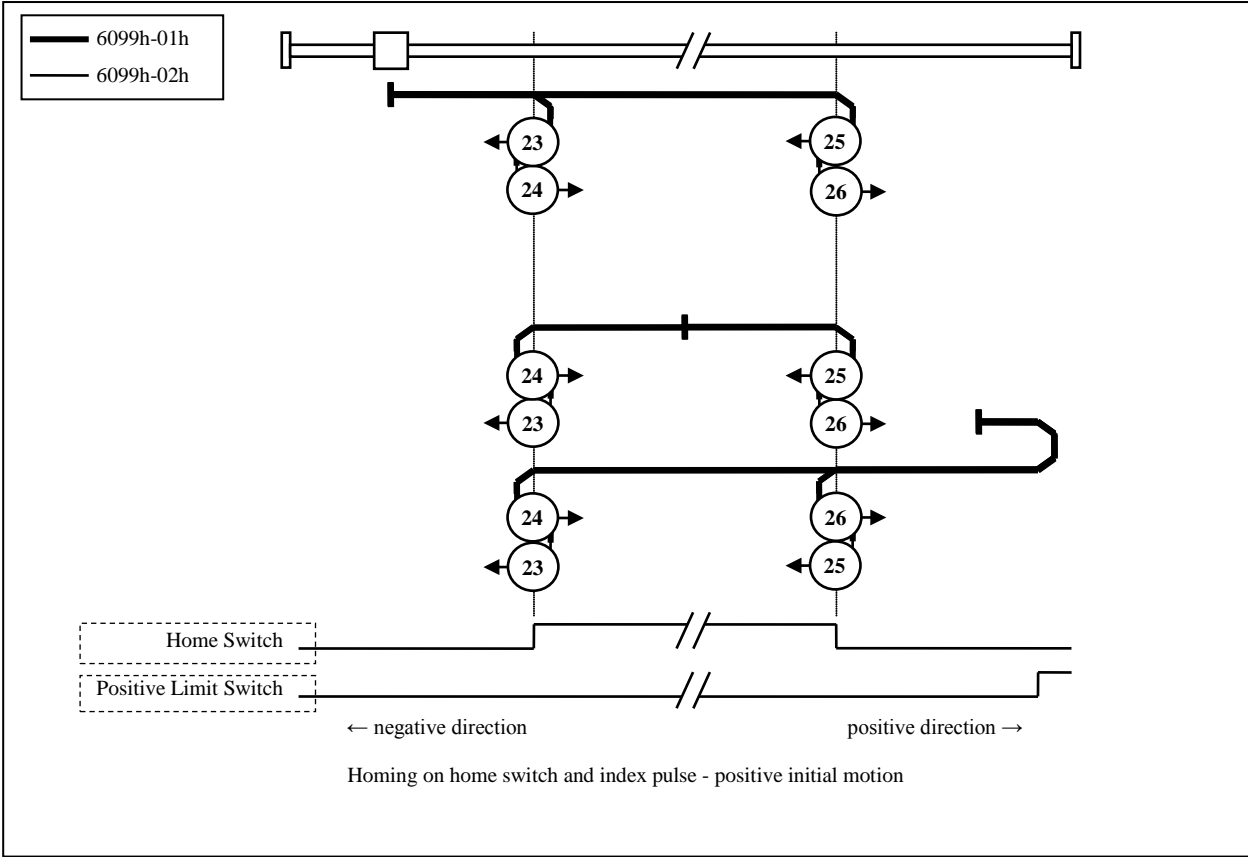 6099h-01h
6099h-02h
23
25
24
26
24
25
23
26
24
26
23
25
Home Switch
Positive Limit Switch
← negative direction
positive direction →
Homing on home switch and index pulse - positive initial motion